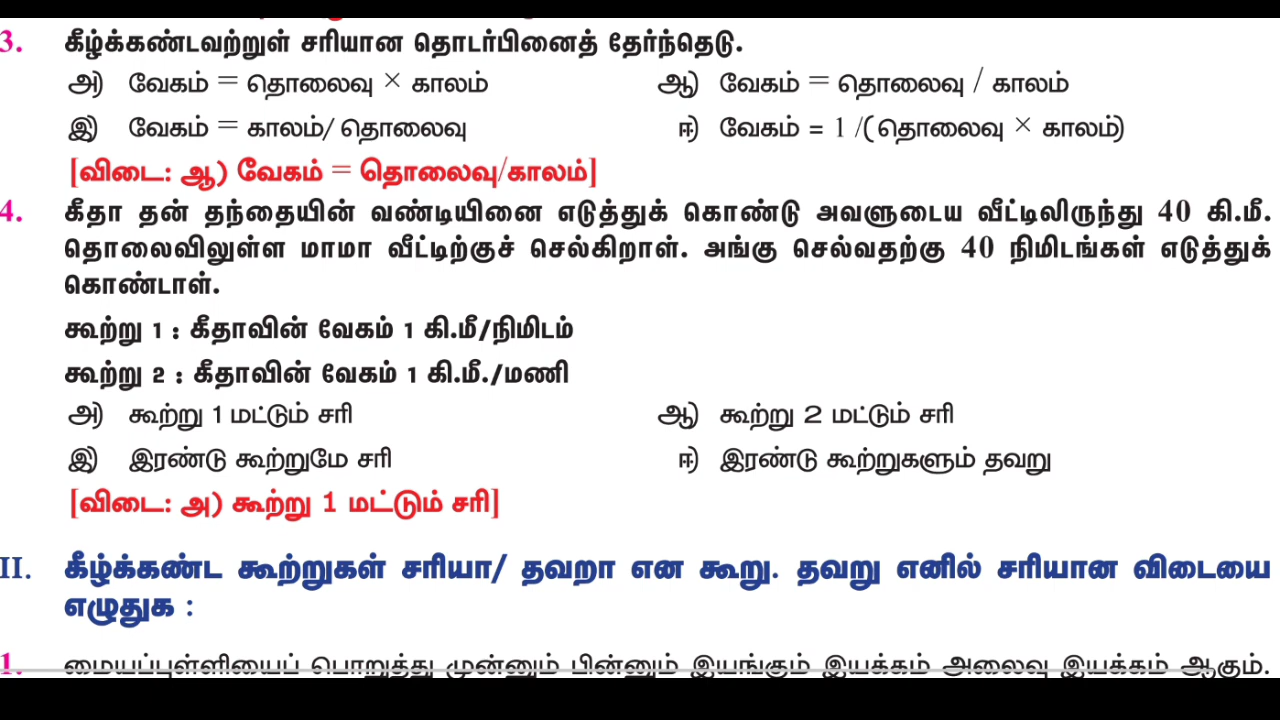 3. கீழ்க்கண்டவற்றுள் சரியான தொடர்பினைத் தேர்ந்தெடு.
அ) வேகம் = தொலைவு × காலம் ஆ) வேகம் = தொலைவு / காலம்
இ) வேகம் = காலம்/ தொலைவு ஈ) வேகம் = 1 /(தொலைவு × காலம்)
[விடை: ஆ) வேகம் = தொலைவு/காலம்]
4. கீதா தன் தந்தையின் வண்டியினை எடுத்துக் கொண்டு அவளுடைய வீட்டிலிருந்து 40 கி.மீ.
தொலைவிலுள்ள மாமா வீட்டிற்குச் செல்கிறாள். அங்கு செல்வதற்கு 40 நிமிடங்கள் எடுத்துக்
கொண்டாள்.
கூற்று 1 : கீதாவின் வேகம் 1 கி.மீ/நிமிடம்
கூற்று 2 : கீதாவின் வேகம் 1 கி.மீ./மணி
அ) கூற்று 1 மட்டும் சரி ஆ) கூற்று 2 மட்டும் சரி
இ) இரண்டு கூற்றுமே சரி ஈ) இரண்டு கூற்றுகளும் தவறு
[விடை: அ) கூற்று 1 மட்டும் சரி]
II. கீழ்க்கண்ட கூற்றுகள் சரியா/ தவறா என கூறு. தவறு எனில் சரியான விடையை
எழுதுக :
1. மையப்புள்ளியைப் பொறுத்து முன்னும் பின்னும் இயங்கும் இயக்கம் அலைவு இயக்கம் ஆகும்.